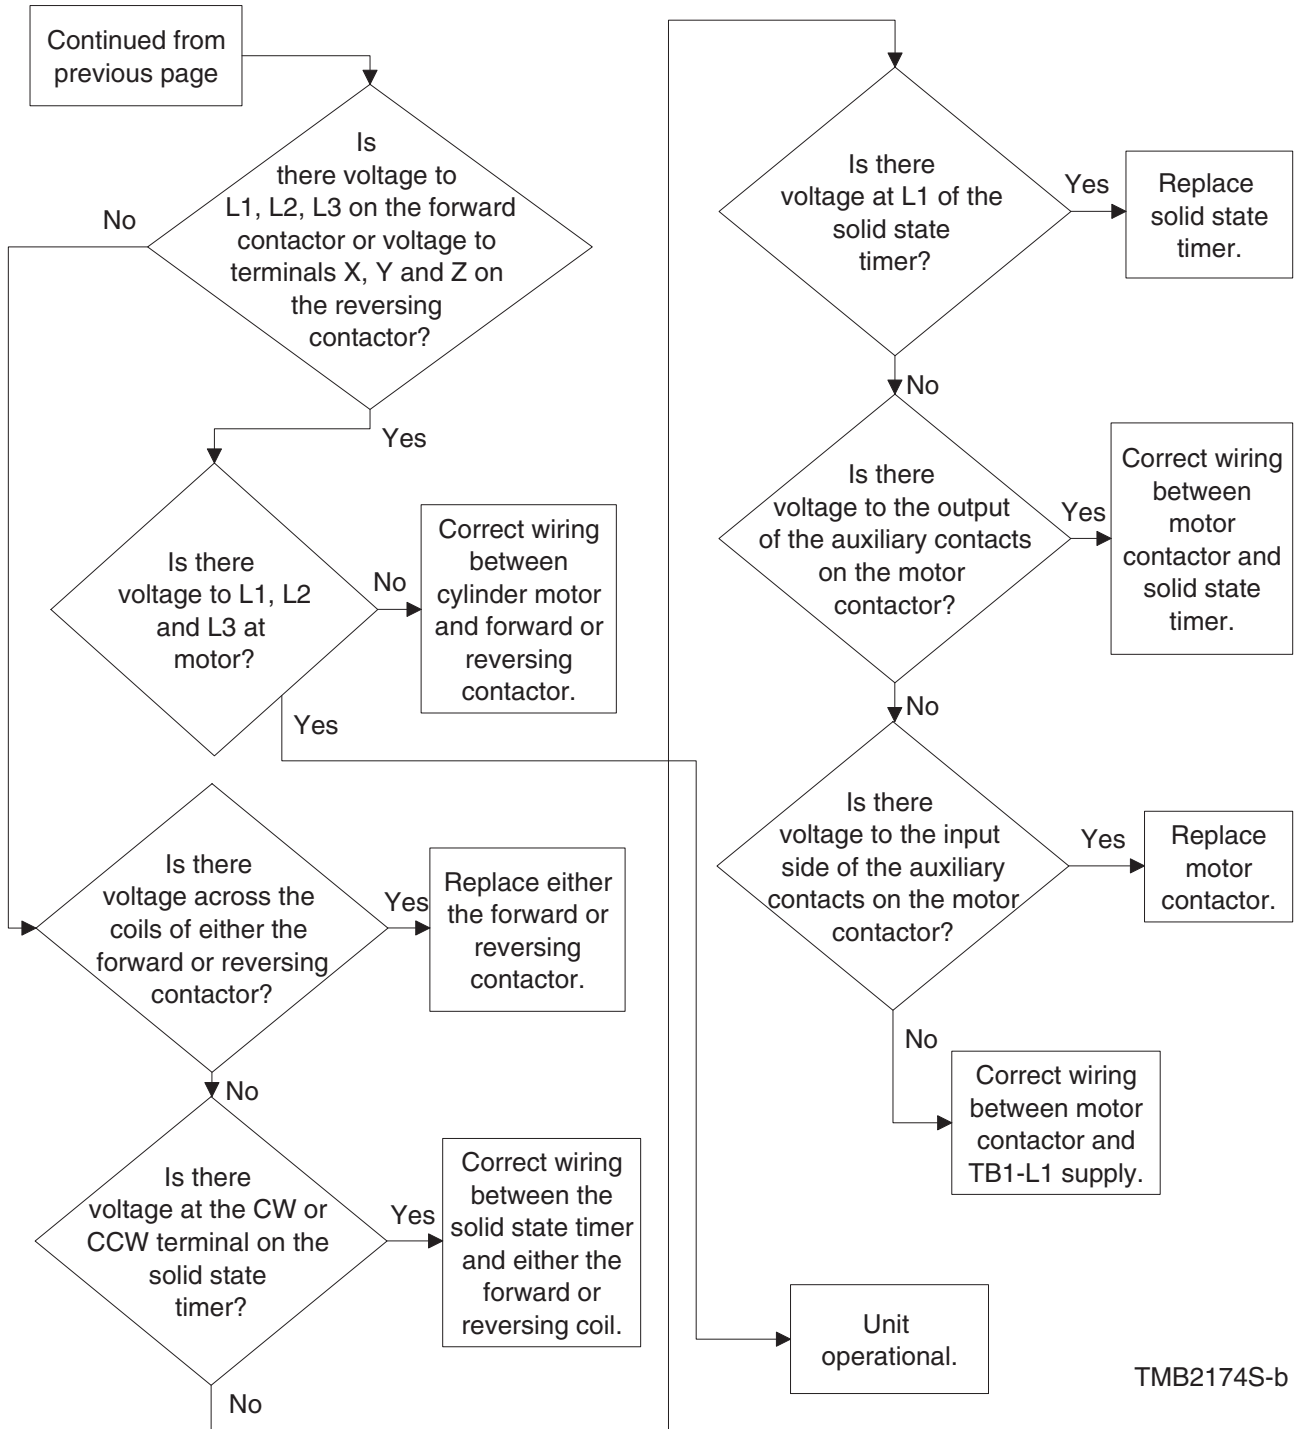 Continued from
previous page
Is
there voltage to
L1, L2, L3 on the forward
contactor or voltage to
terminals X, Y and Z on
the reversing
contactor?
No
Yes
Is there
voltage to L1, L2
and L3 at
motor?
No
Correct wiring
between
cylinder motor
and forward or
reversing
contactor.
Yes
Is there
voltage across the
coils of either the
forward or reversing
contactor?
Yes
Replace either
the forward or
reversing
contactor.
No
Is there
voltage at the CW or
CCW terminal on the
solid state
timer?
Yes
Correct wiring
between the
solid state timer
and either the
forward or
reversing coil.
No
Is there
voltage at L1 of the
solid state
timer?
Yes
Replace
solid state
timer.
No
Is there
voltage to the output
of the auxiliary contacts
on the motor
contactor?
Yes
Correct wiring
between
motor
contactor and
solid state
timer.
No
Is there
voltage to the input
side of the auxiliary
contacts on the motor
contactor?
Yes
Replace
motor
contactor.
No
Correct wiring
between motor
contactor and
TB1-L1 supply.
Unit
operational.
TMB2174S-b